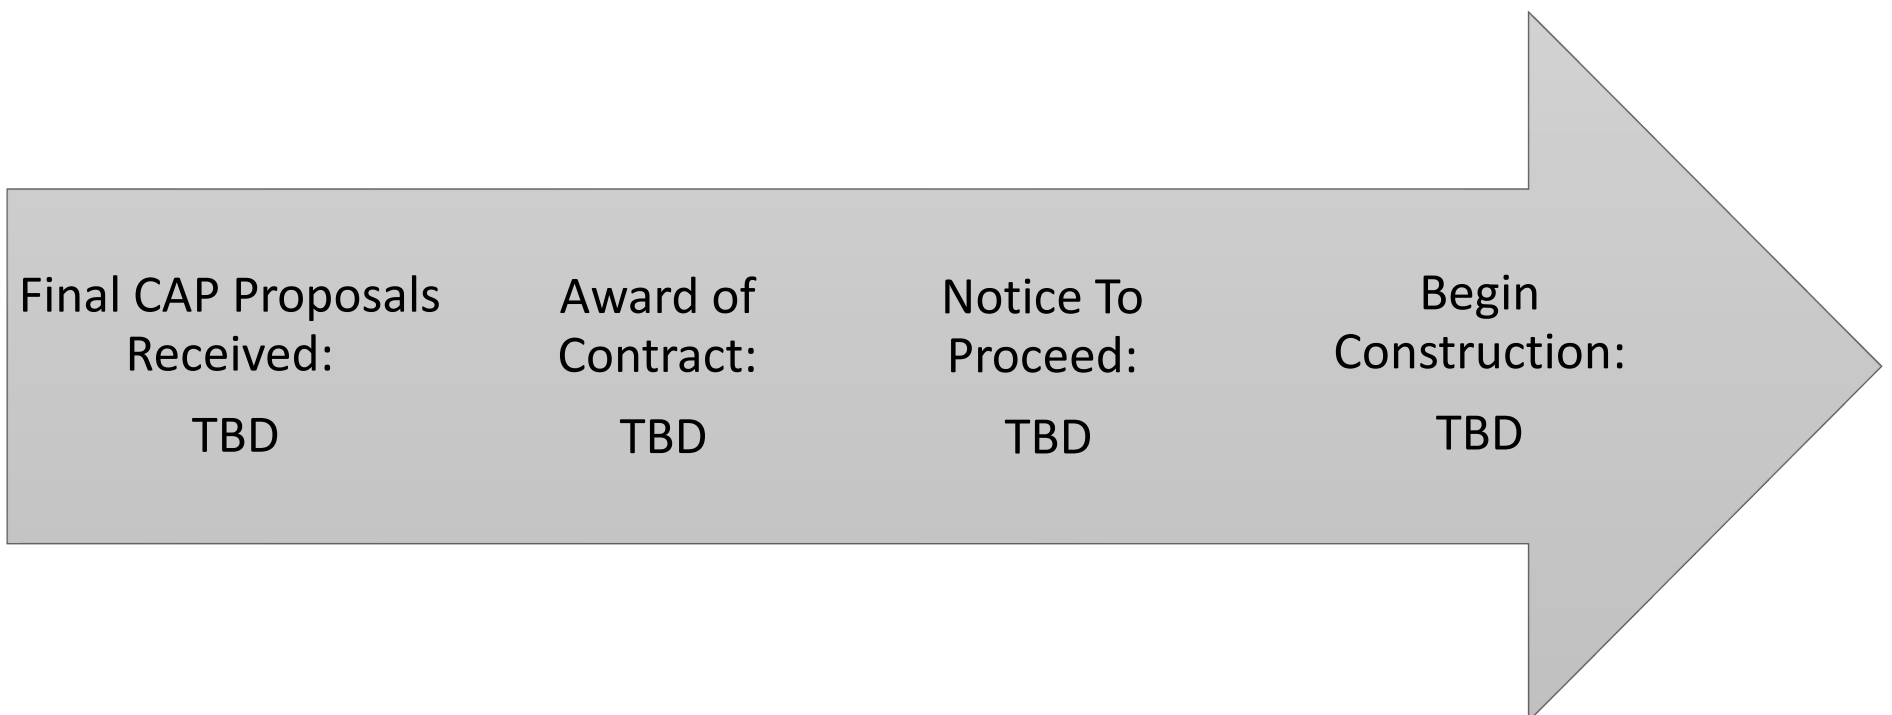 Final CAP Proposals
Received:
TBD
Award of
Contract:
TBD
Notice To
Proceed:
TBD
Begin
Construction:
TBD